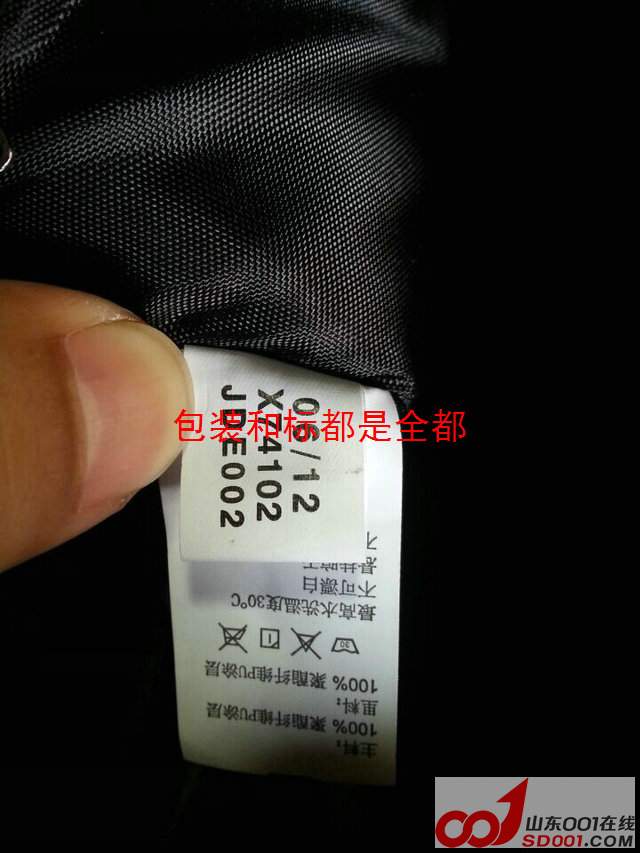 包装和标都是全都
06/12
X74102
JDE002
主料:
100% 聚酯纤维PU涂层
里料:
100% 聚酯纤维PU涂层
30
最高水洗温度30°C
不可漂白
山东001在线
SD001.COM